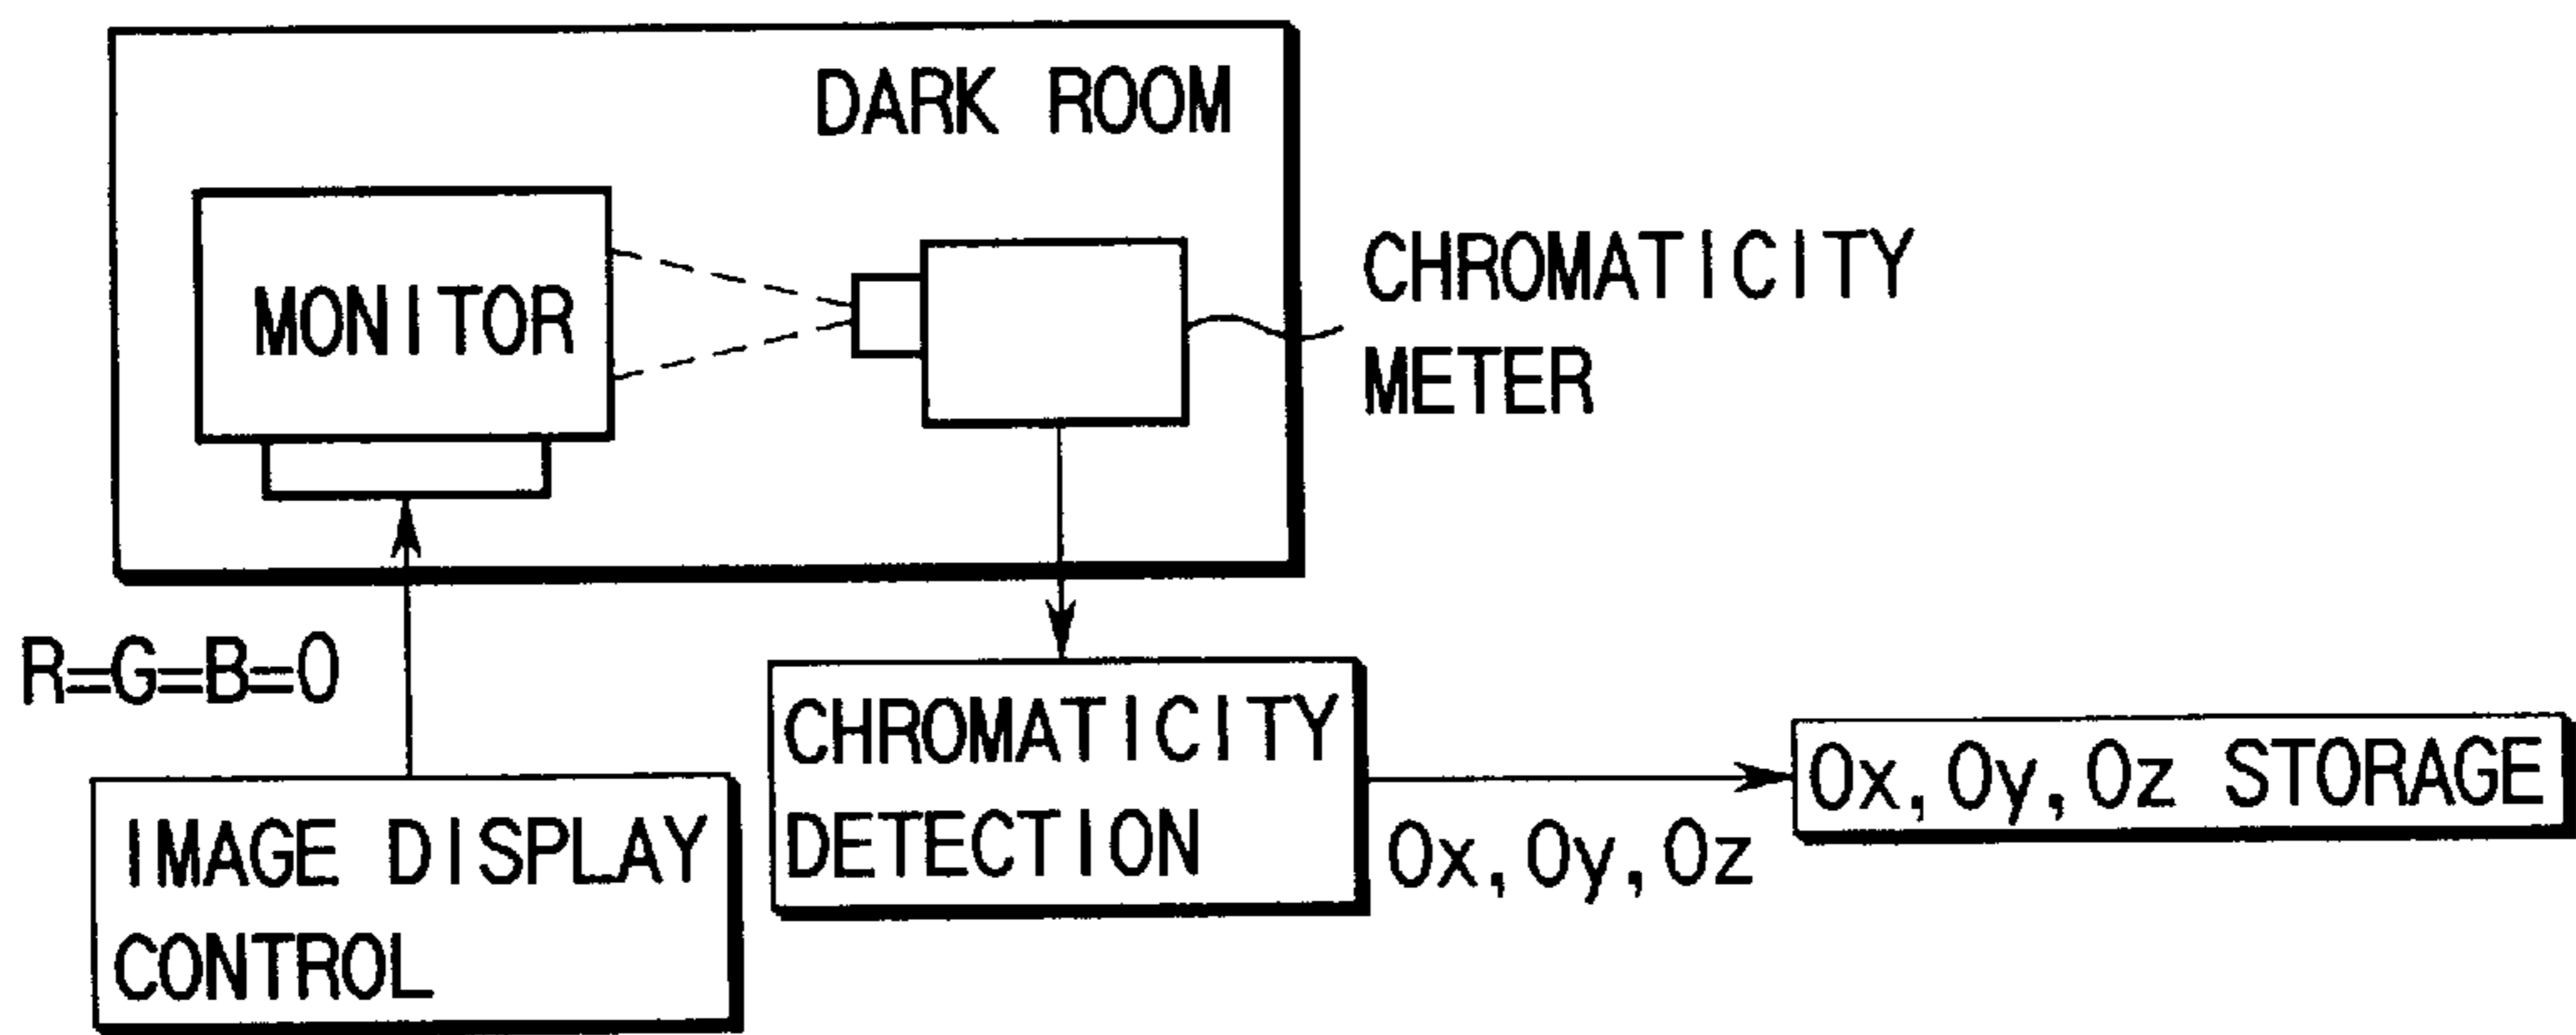 DARK ROOM
MONITOR
CHROMATICITY
METER
R=G=B=0
IMAGE DISPLAY
CONTROL
CHROMATICITY
DETECTION
0x, 0y, 0z
0x, 0y, 0z STORAGE